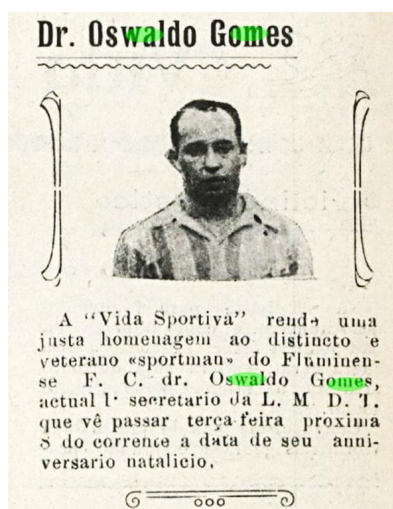 Dr. Oswaldo Gomes
A "Vida Sportiva" rende uma
justa homenagem ao distincto e
veterano «sportman» do Fluminen-
se F. C. dr. Oswaldo Gomes,
actual 1· secretario da L. M D. T.
que vê passar terça-feira proxima
8 do corrente a data de seu anni-
versario natalicio.